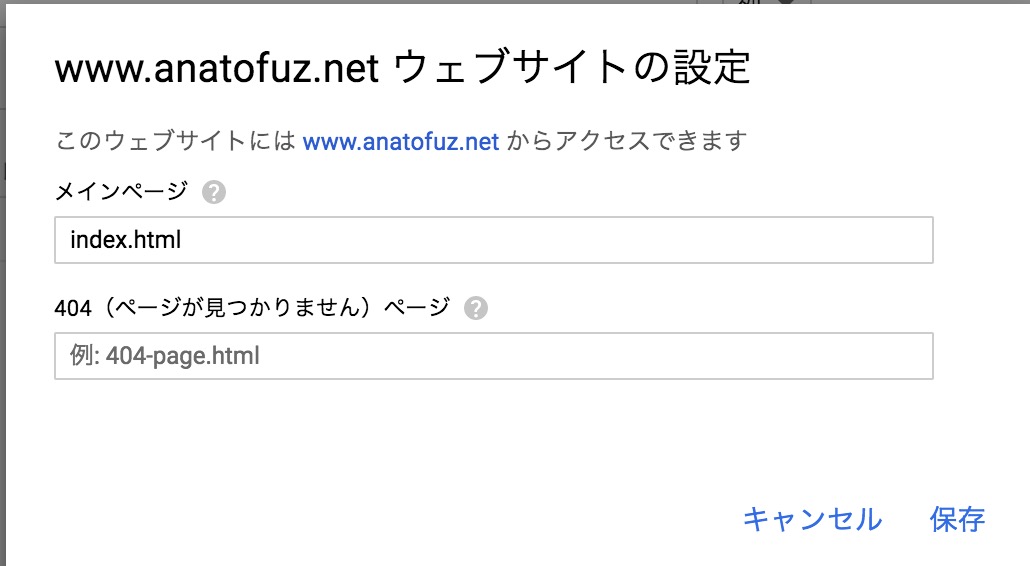 www.anatofuz.net ウェブサイトの設定
このウェブサイトには www.anatofuz.net からアクセスできます
メインページ ?
index.html
404（ページが見つかりません）ページ ?
例: 404-page.html
キャンセル 保存